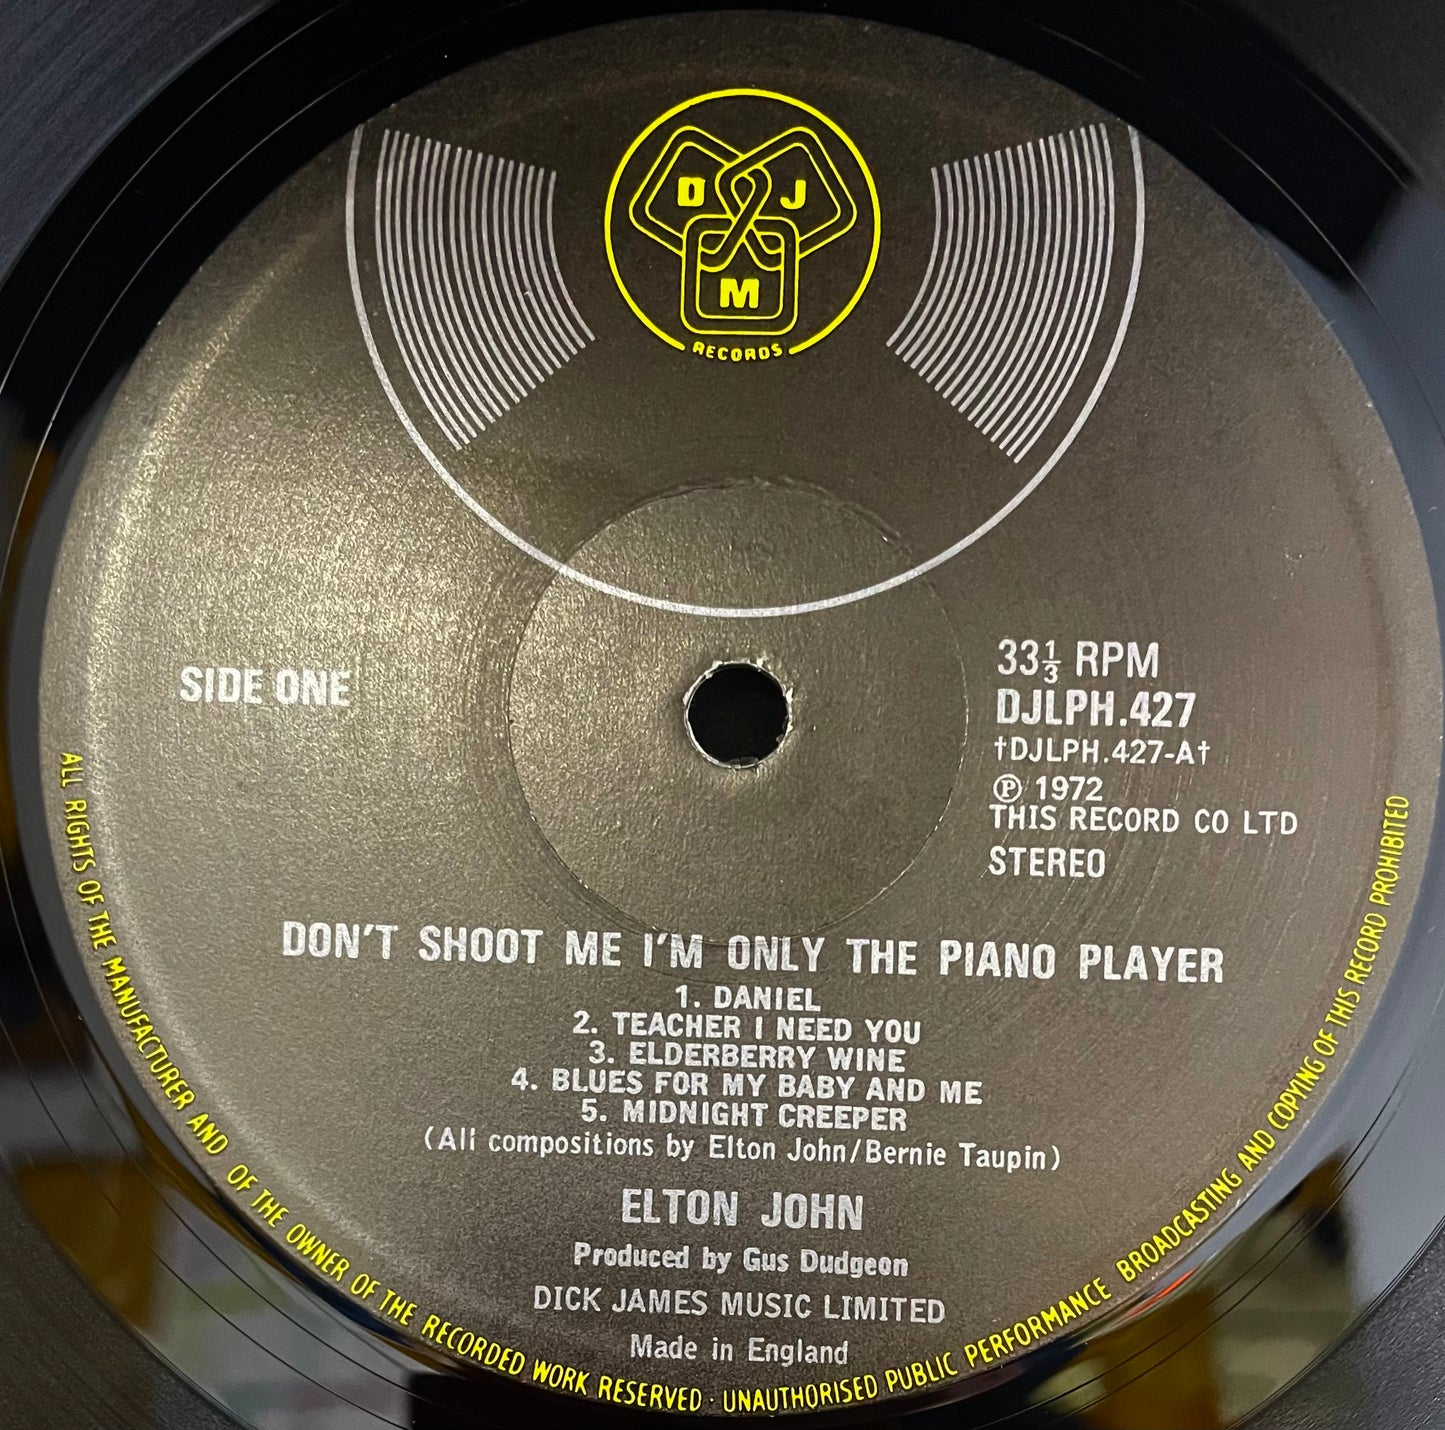 D J
M
RECORDS
SIDE ONE
33⅓ RPM
DJLPH.427
†DJLPH.427-A†
℗ 1972
THIS RECORD CO LTD
STEREO
DON'T SHOOT ME I'M ONLY THE PIANO PLAYER
1. DANIEL
2. TEACHER I NEED YOU
3. ELDERBERRY WINE
4. BLUES FOR MY BABY AND ME
5. MIDNIGHT CREEPER
(All compositions by Elton John/Bernie Taupin)
ELTON JOHN
Produced by Gus Dudgeon
DICK JAMES MUSIC LIMITED
Made in England
ALL RIGHTS OF THE MANUFACTURER AND OF THE OWNER OF THE RECORDED WORK RESERVED · UNAUTHORISED PUBLIC PERFORMANCE BROADCASTING AND COPYING OF THIS RECORD PROHIBITED